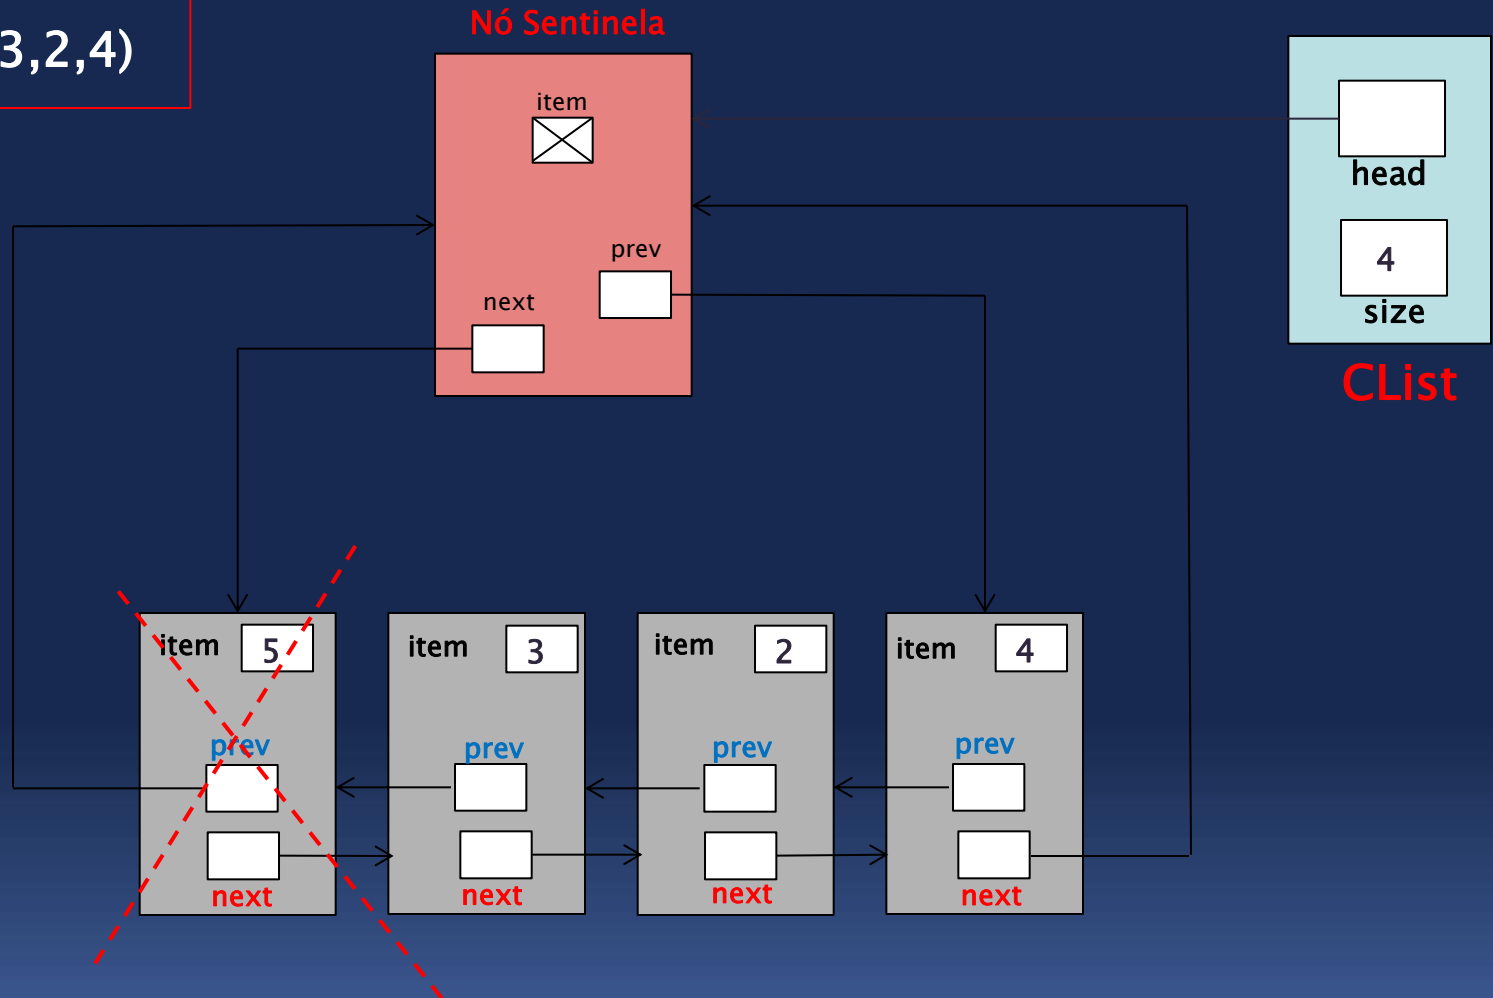 3,2,4)
Nó Sentinela
item
prev
next
head
4
size
CList
item 5
prev
next
item 3
prev
next
item 2
prev
next
item 4
prev
next